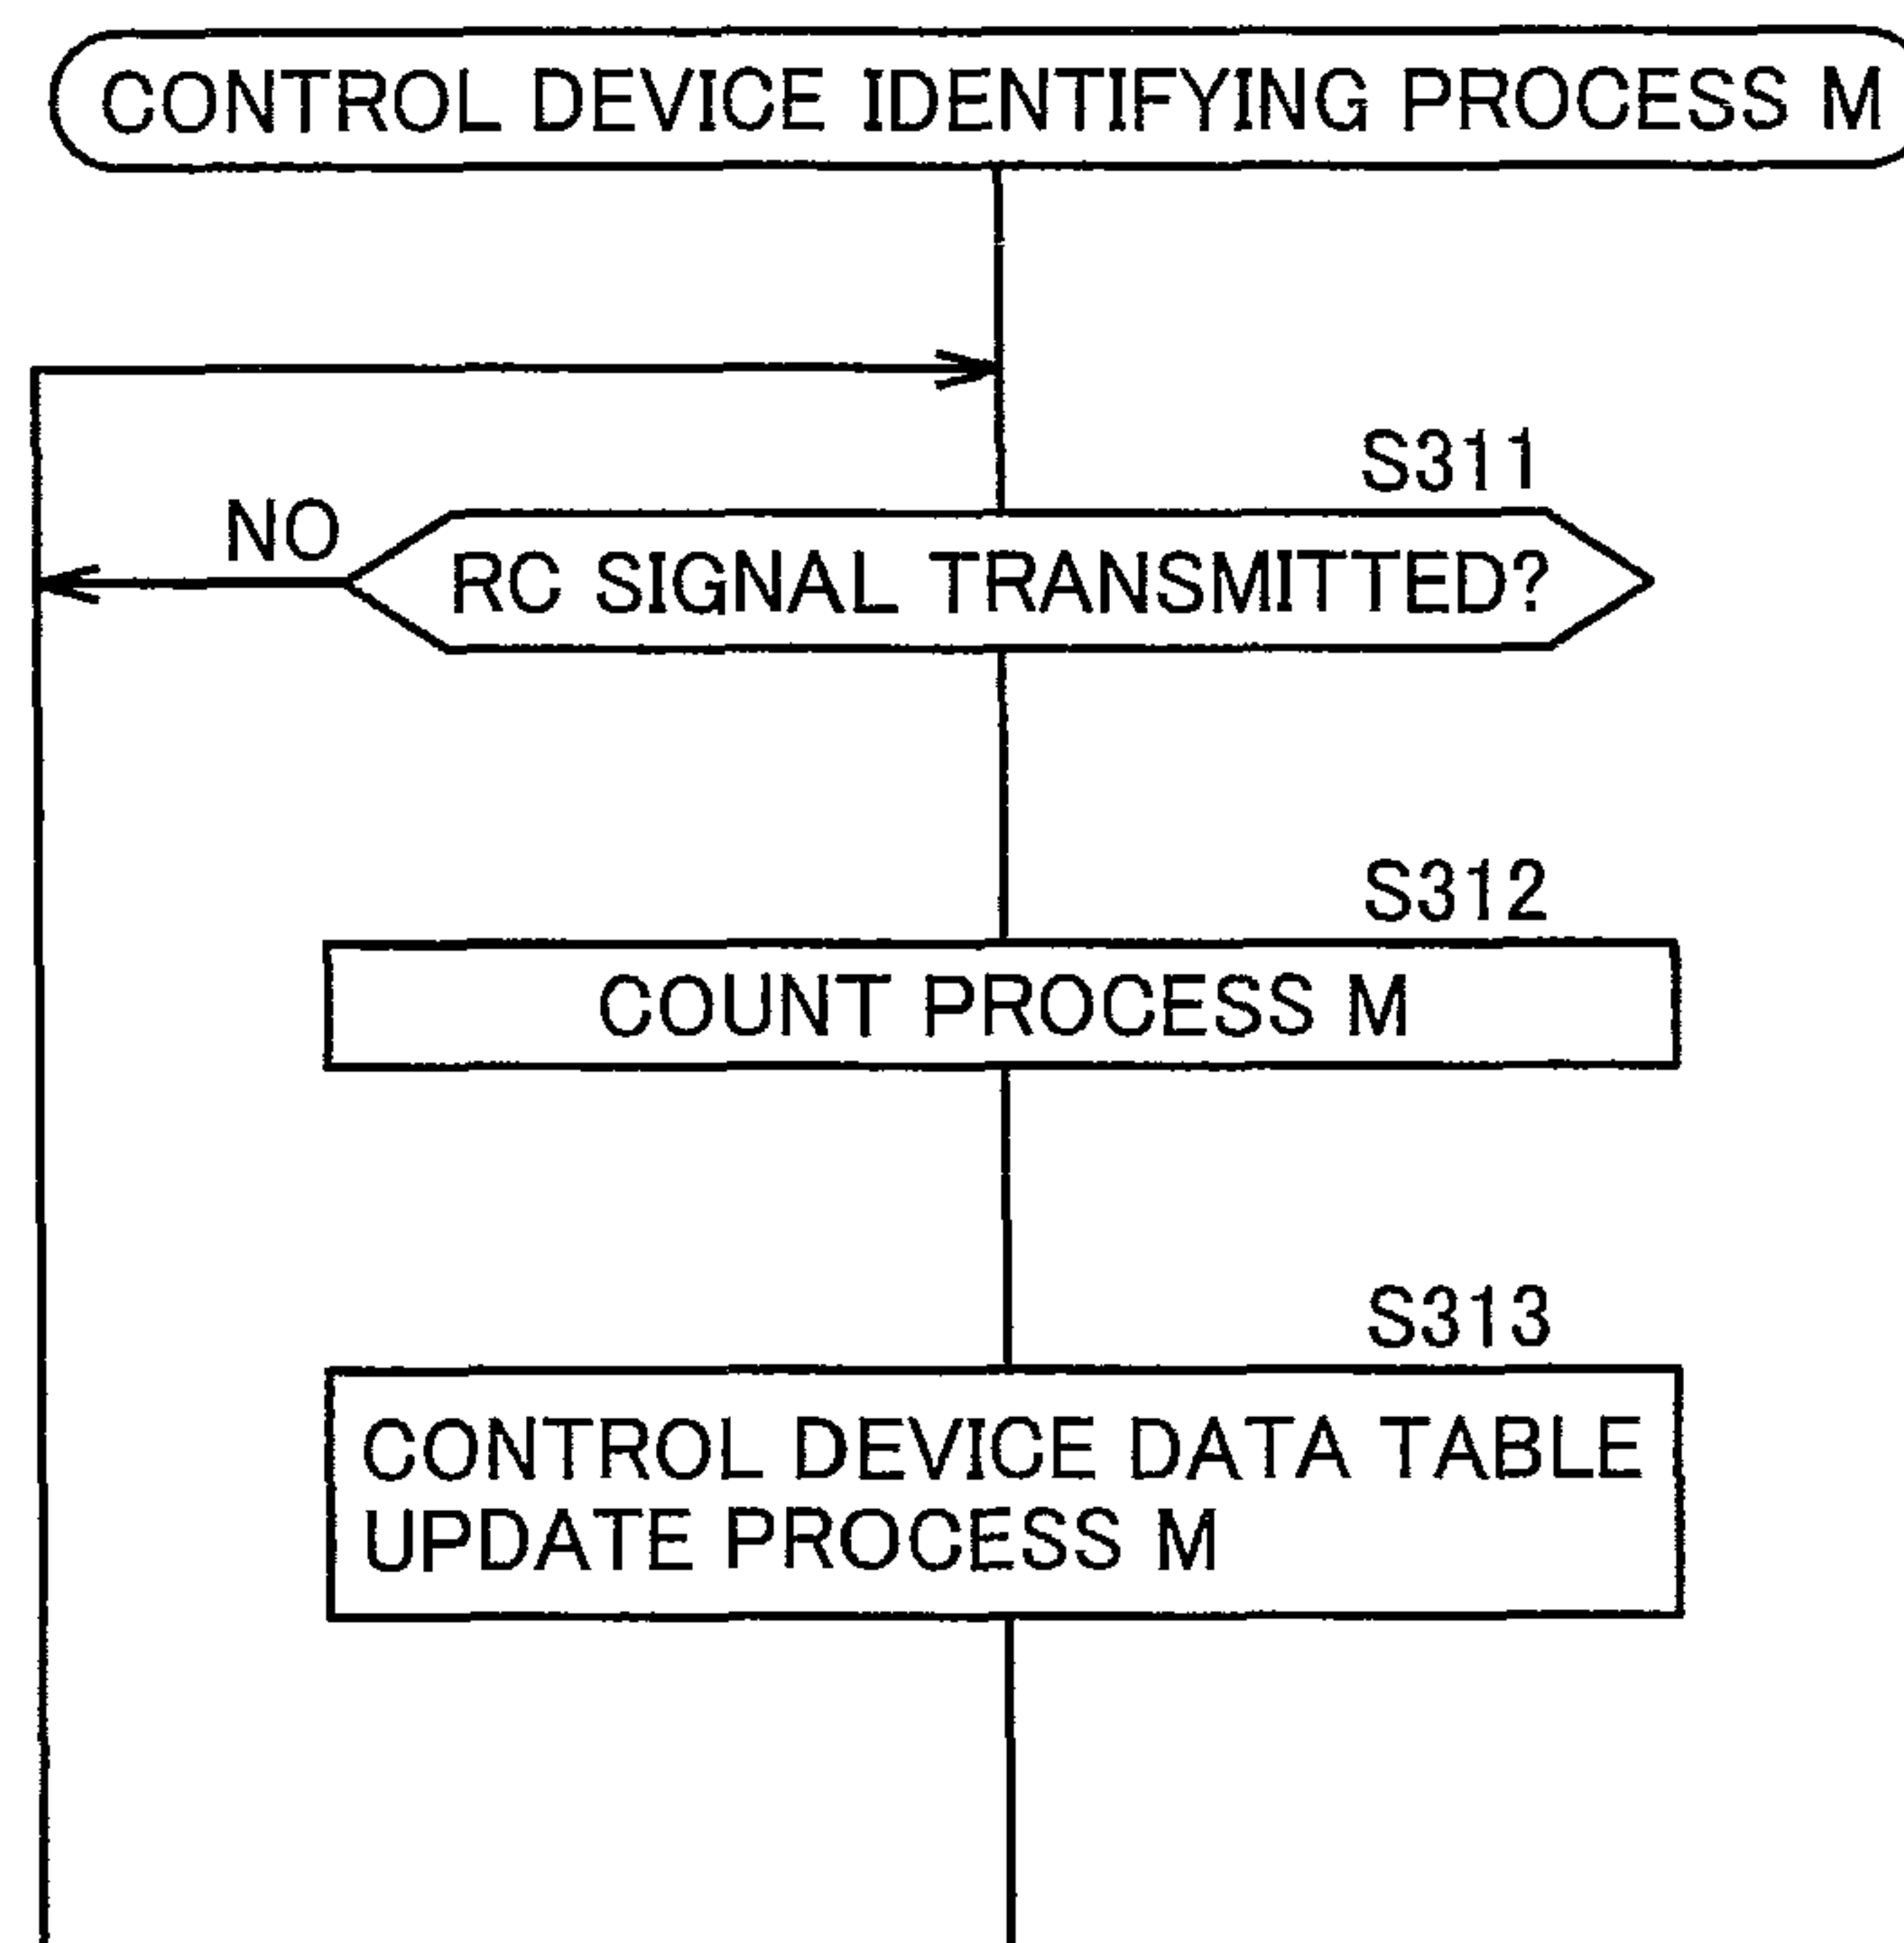 CONTROL DEVICE IDENTIFYING PROCESS M
S311
NO
RC SIGNAL TRANSMITTED?
S312
COUNT PROCESS M
S313
CONTROL DEVICE DATA TABLE
UPDATE PROCESS M